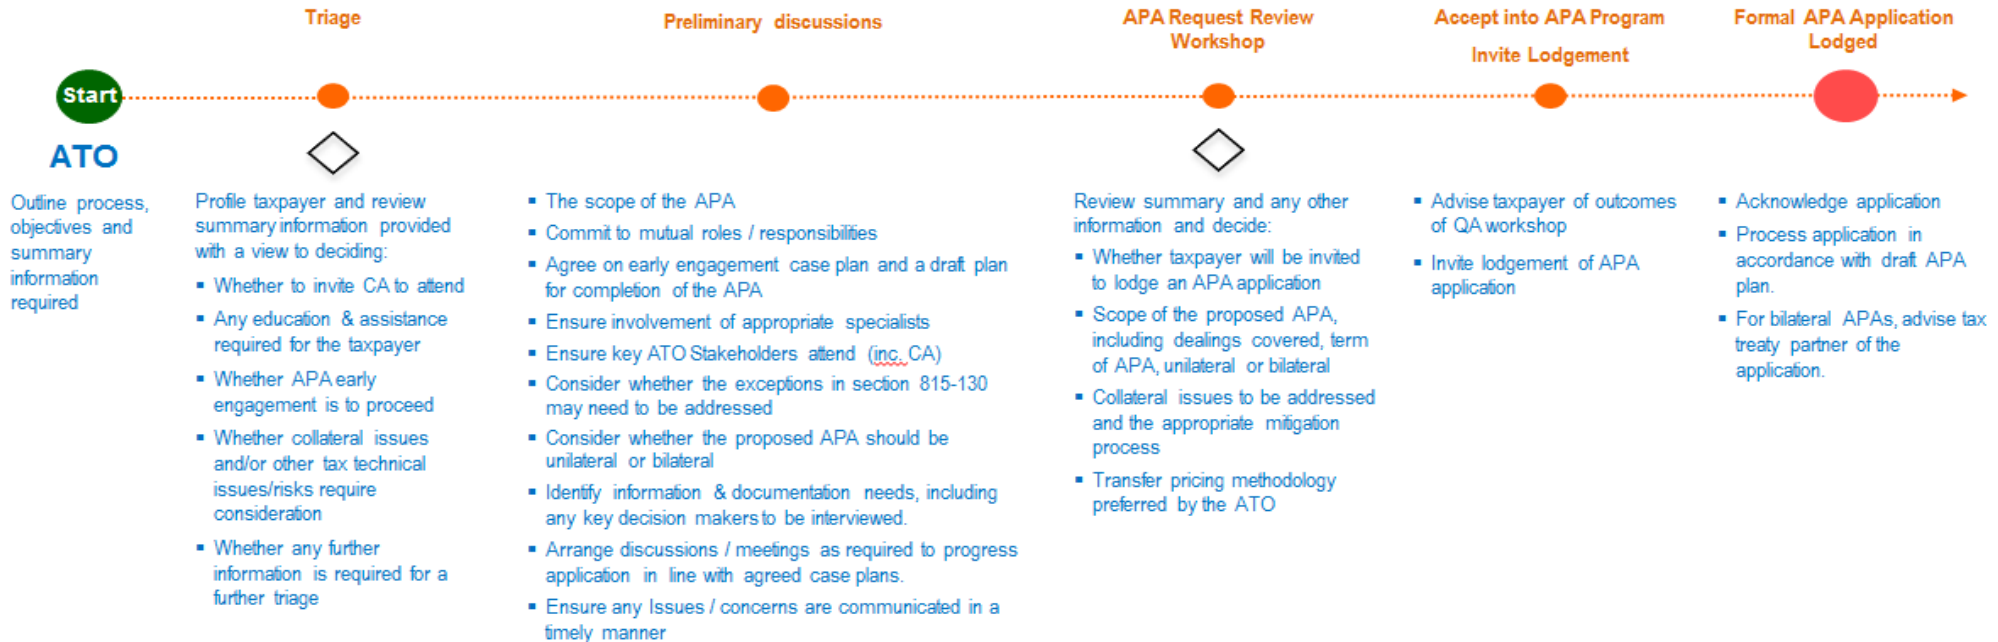 Triage
Preliminary discussions
APA Request Review
Workshop
Accept into APA Program
Invite Lodgement
Formal APA Application
Lodged
Start
ATO
Outline process,
objectives and
summary
information
required
Profile taxpayer and review
summary information provided
with a view to deciding:
▪ Whether to invite CA to attend
▪ Any education & assistance
required for the taxpayer
▪ Whether APA early
engagement is to proceed
▪ Whether collateral issues
and/or other tax technical
issues/risks require
consideration
▪ Whether any further
information is required for a
further triage
▪ The scope of the APA
▪ Commit to mutual roles / responsibilities
▪ Agree on early engagement case plan and a draft plan
for completion of the APA
▪ Ensure involvement of appropriate specialists
▪ Ensure key ATO Stakeholders attend (inc. CA)
▪ Consider whether the exceptions in section 815-130
may need to be addressed
▪ Consider whether the proposed APA should be
unilateral or bilateral
▪ Identify information & documentation needs, including
any key decision makers to be interviewed.
▪ Arrange discussions / meetings as required to progress
application in line with agreed case plans.
▪ Ensure any Issues / concerns are communicated in a
timely manner
Review summary and any other
information and decide:
▪ Whether taxpayer will be invited
to lodge an APA application
▪ Scope of the proposed APA,
including dealings covered, term
of APA, unilateral or bilateral
▪ Collateral issues to be addressed
and the appropriate mitigation
process
▪ Transfer pricing methodology
preferred by the ATO
▪ Advise taxpayer of outcomes
of QA workshop
▪ Invite lodgement of APA
application
▪ Acknowledge application
▪ Process application in
accordance with draft APA
plan.
▪ For bilateral APAs, advise tax
treaty partner of the
application.